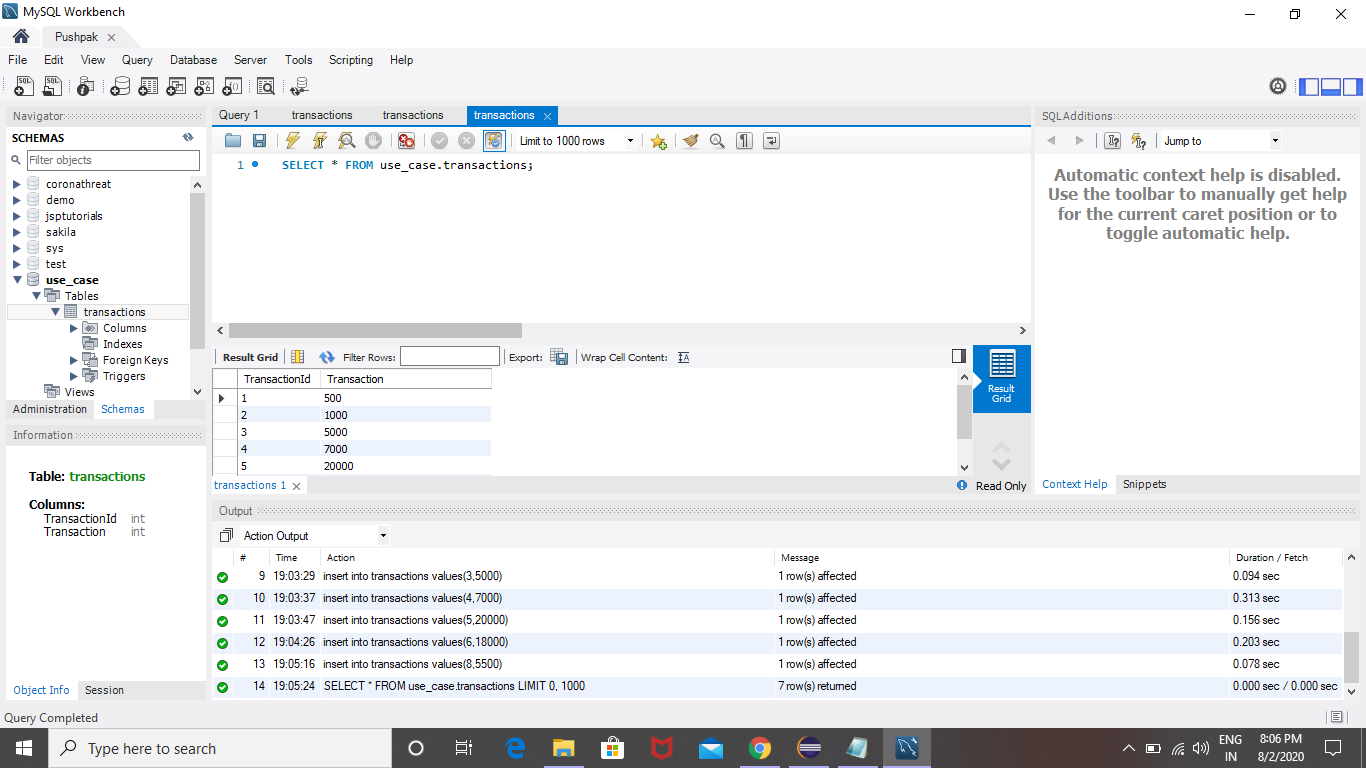 MySQL Workbench
Pushpak
File Edit View Query Database Server Tools Scripting Help
Navigator
SCHEMAS
Filter objects
coronathreat
demo
jsptutorials
sakila
sys
test
use_case
Tables
transactions
Columns
Indexes
Foreign Keys
Triggers
Views
Administration Schemas
Information
Table: transactions
Columns:
TransactionId int
Transaction int
Object Info Session
Query 1 transactions transactions transactions
Limit to 1000 rows
1 SELECT * FROM use_case.transactions;
Result Grid Filter Rows: Export: Wrap Cell Content:
TransactionId Transaction
1 500
2 1000
3 5000
4 7000
5 20000
Result
Grid
transactions 1
Read Only
SQLAdditions
Jump to
Automatic context help is disabled.
Use the toolbar to manually get help
for the current caret position or to
toggle automatic help.
Context Help Snippets
Output
Action Output
# Time Action Message Duration / Fetch
9 19:03:29 insert into transactions values(3,5000) 1 row(s) affected 0.094 sec
10 19:03:37 insert into transactions values(4,7000) 1 row(s) affected 0.313 sec
11 19:03:47 insert into transactions values(5,20000) 1 row(s) affected 0.156 sec
12 19:04:26 insert into transactions values(6,18000) 1 row(s) affected 0.203 sec
13 19:05:16 insert into transactions values(8,5500) 1 row(s) affected 0.078 sec
14 19:05:24 SELECT * FROM use_case.transactions LIMIT 0, 1000 7 row(s) returned 0.000 sec / 0.000 sec
Query Completed
Type here to search
ENG
IN
8:06 PM
8/2/2020